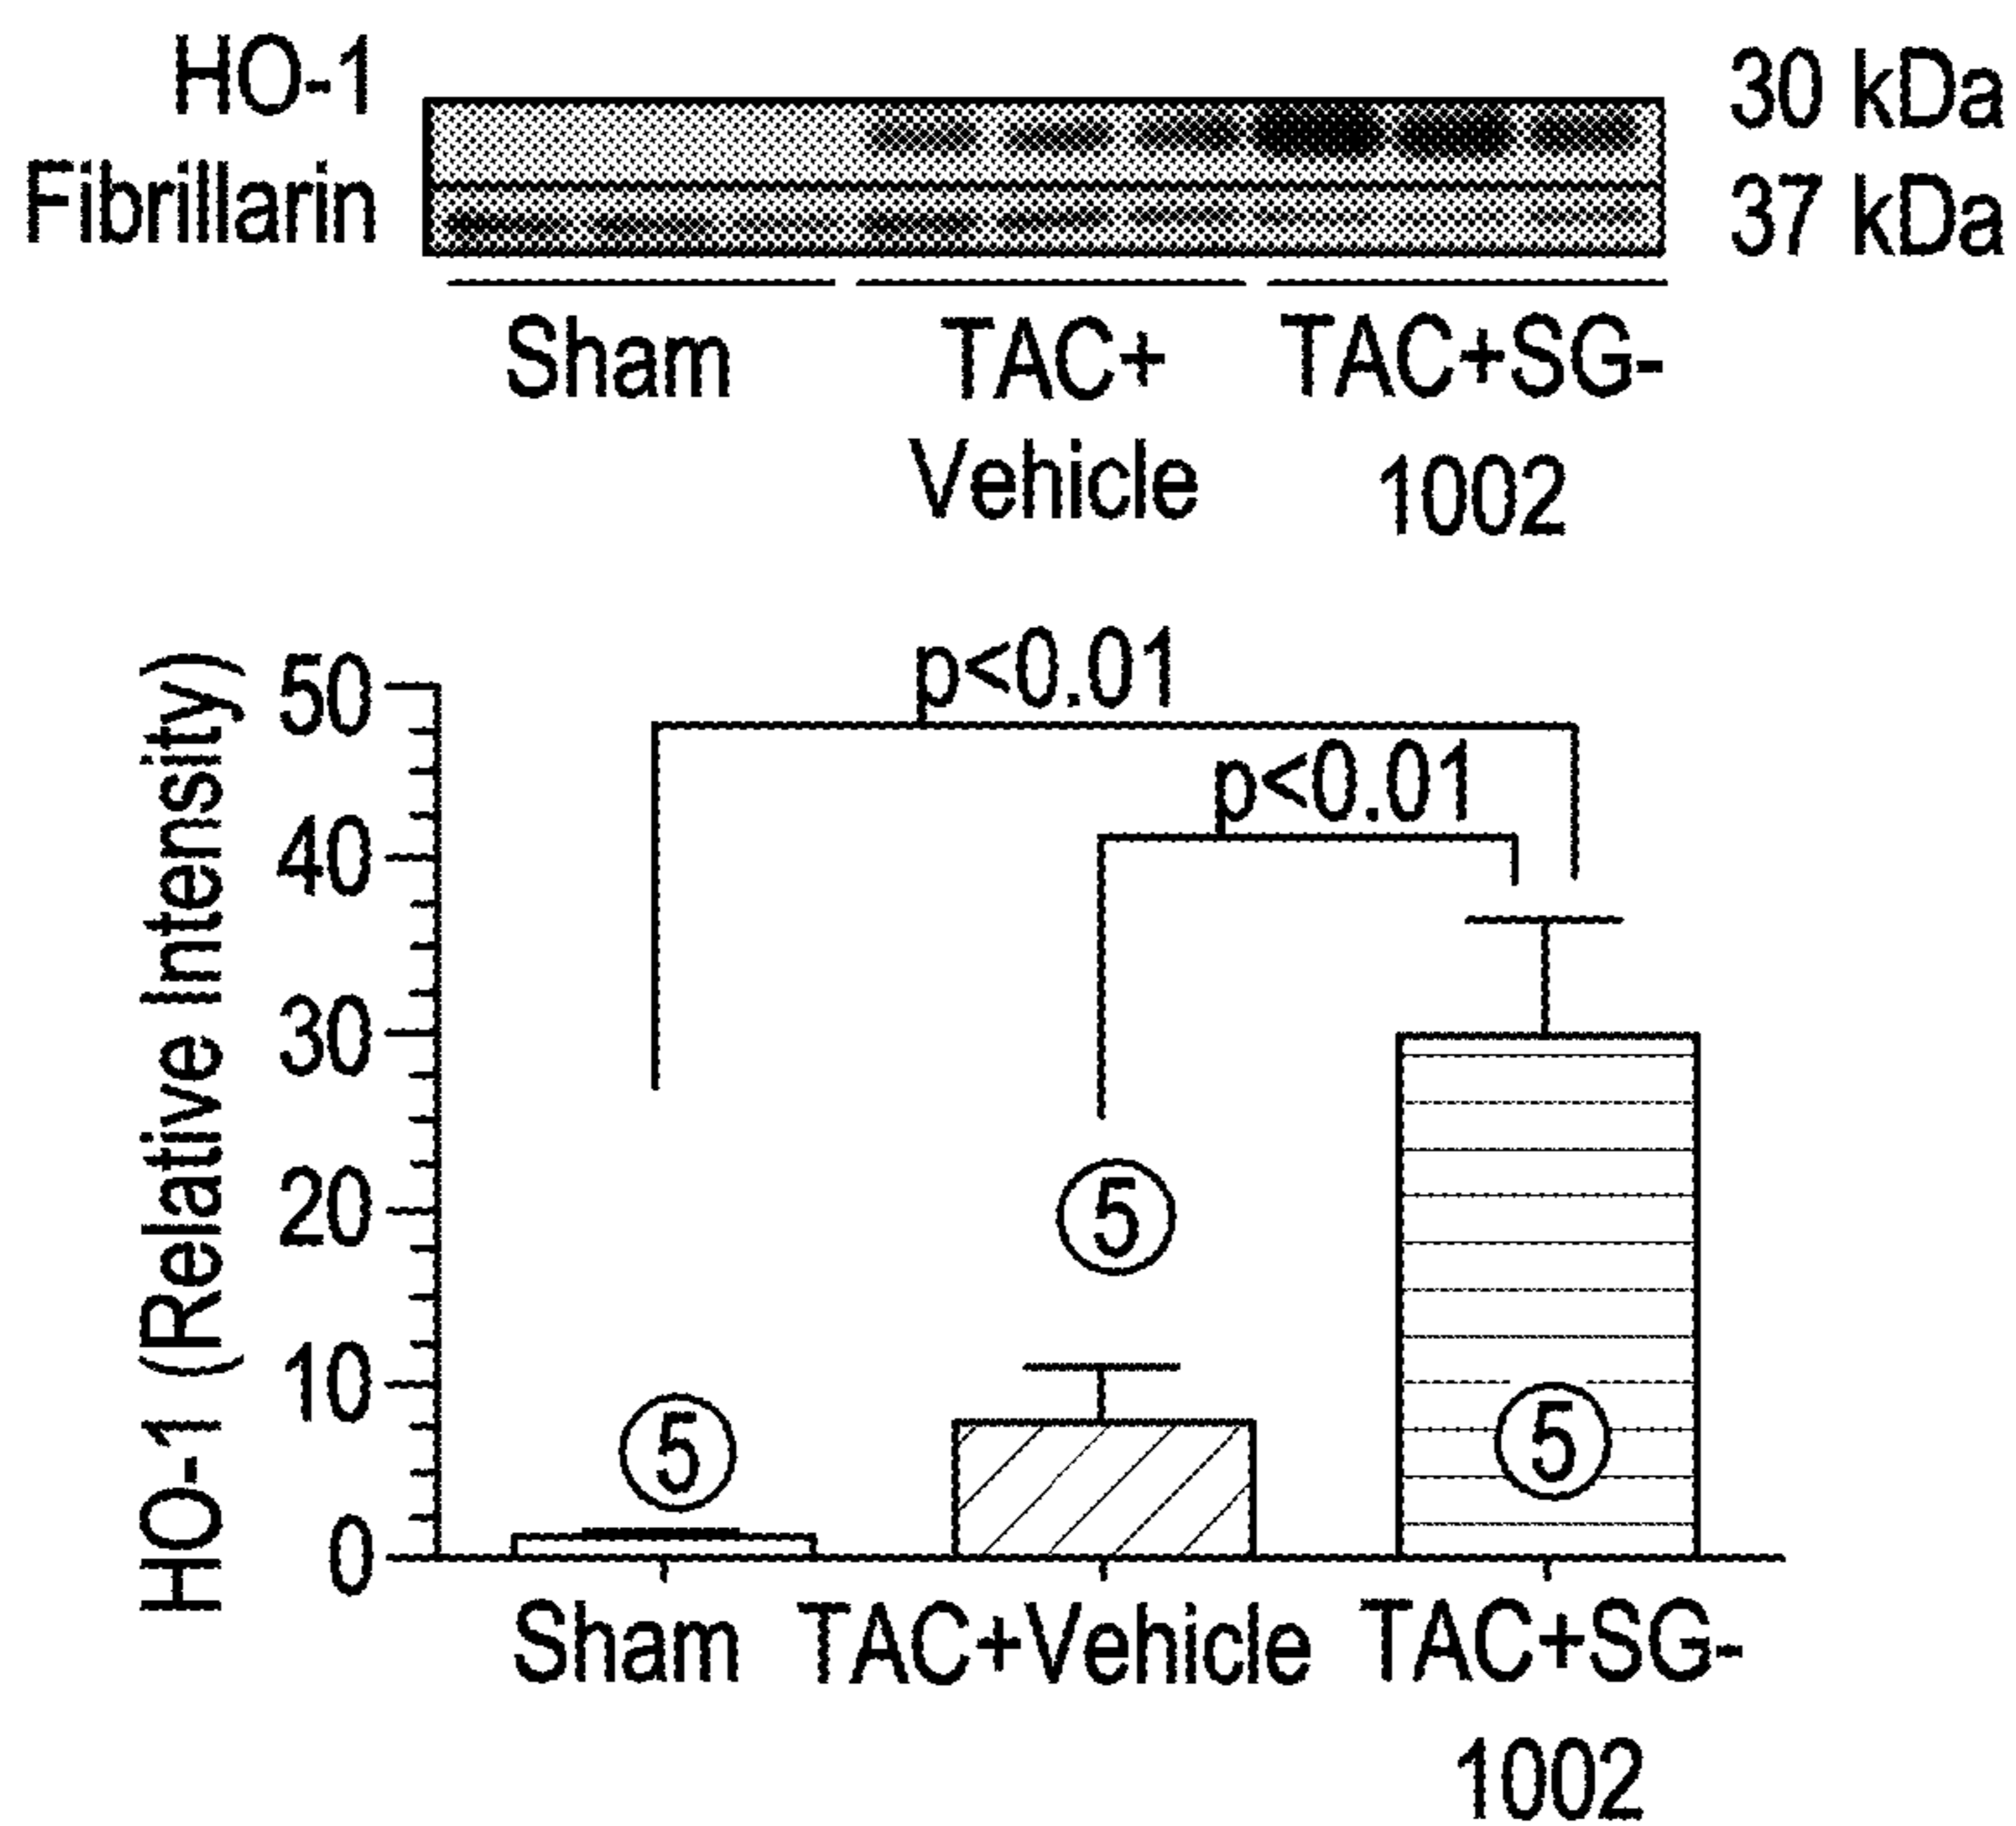 HO-1
30 kDa
Fibrillarin
37 kDa
Sham
TAC+
Vehicle
TAC+SG-
1002
HO-1 (Relative Intensity)
50
40
30
20
10
0
p<0.01
p<0.01
5
5
5
Sham
TAC+Vehicle
TAC+SG-
1002